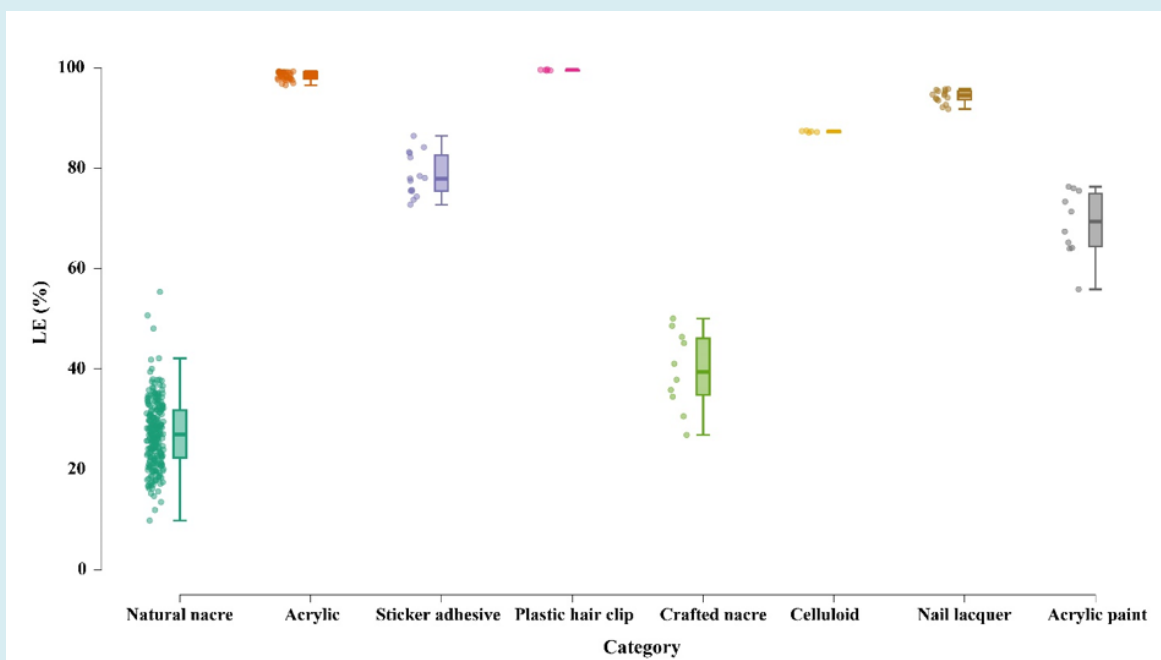 100
80
60
40
20
0
LE (%)
Natural nacre Acrylic Sticker adhesive Plastic hair clip Crafted nacre Celluloid Nail lacquer Acrylic paint
Category